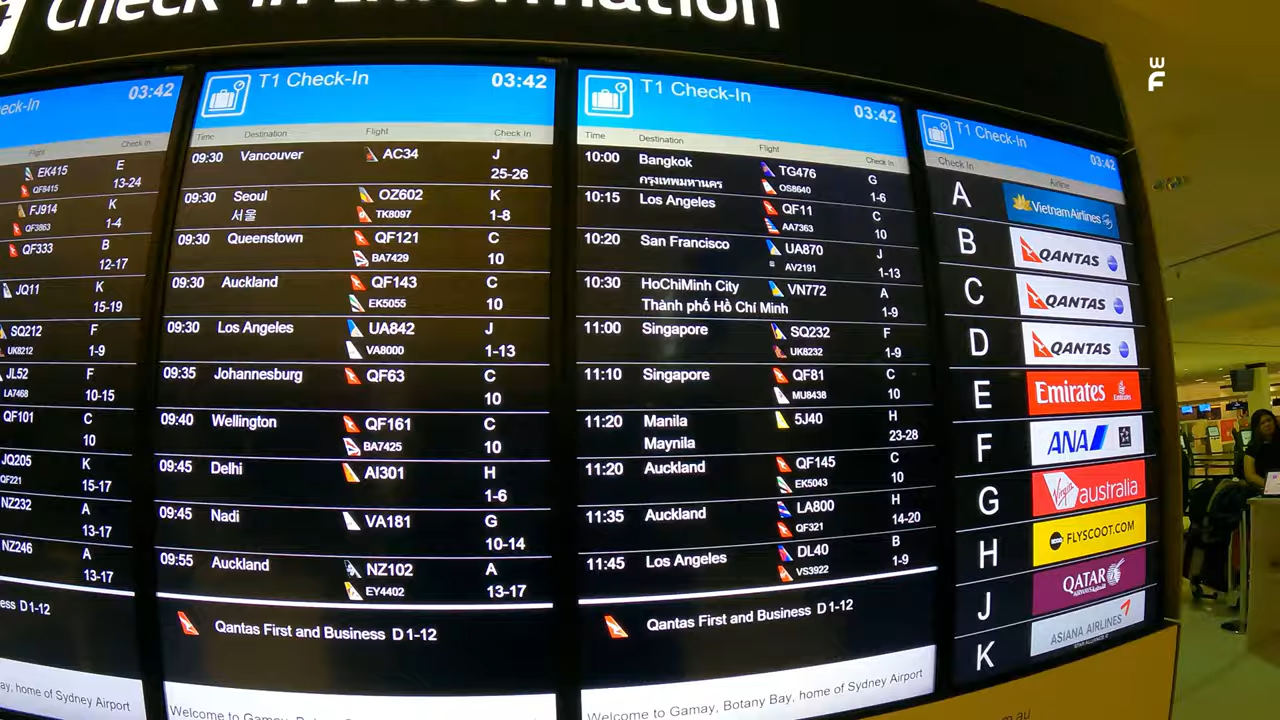 Check-in Information
W
F
eck-In 03:42
Flight Check In
EK415 E
QF8415 13-24
FJ914 K
QF3863 1-4
QF333 B
12-17
JQ11 K
15-19
SQ212 F
UK8212 1-9
JL52 F
LA7468 10-15
QF101 C
10
JQ205 K
QF221 15-17
NZ232 A
13-17
NZ246 A
13-17
ess D1-12
ay, home of Sydney Airport
T1 Check-In 03:42
Time Destination Flight Check In
09:30 Vancouver AC34 J
25-26
09:30 Seoul OZ602 K
서울 TK8097 1-8
09:30 Queenstown QF121 C
BA7429 10
09:30 Auckland QF143 C
EK5055 10
09:30 Los Angeles UA842 J
VA8000 1-13
09:35 Johannesburg QF63 C
10
09:40 Wellington QF161 C
BA7425 10
09:45 Delhi AI301 H
1-6
09:45 Nadi VA181 G
10-14
09:55 Auckland NZ102 A
EY4402 13-17
Qantas First and Business D1-12
Welcome to Gamay,
T1 Check-In 03:42
Time Destination Flight Check In
10:00 Bangkok TG476 G
กรุงเทพมหานคร OS8640 1-6
10:15 Los Angeles QF11 C
AA7363 10
10:20 San Francisco UA870 J
AV2191 1-13
10:30 HoChiMinh City VN772 A
Thành phố Hồ Chí Minh 1-9
11:00 Singapore SQ232 F
UK8232 1-9
11:10 Singapore QF81 C
MU8438 10
11:20 Manila 5J40 H
Maynila 23-28
11:20 Auckland QF145 C
EK5043 10
11:35 Auckland LA800 H
QF321 14-20
11:45 Los Angeles DL40 B
VS3922 1-9
Qantas First and Business D1-12
Welcome to Gamay, Botany Bay, home of Sydney Airport
T1 Check-In 03:42
Check In Airline
A Vietnam Airlines
B QANTAS
C QANTAS
D QANTAS
E Emirates Emirates
F ANA
G Virgin australia
H FLYSCOOT.COM
J QATAR AIRWAYS القطرية
K ASIANA AIRLINES
STAR ALLIANCE
m.au